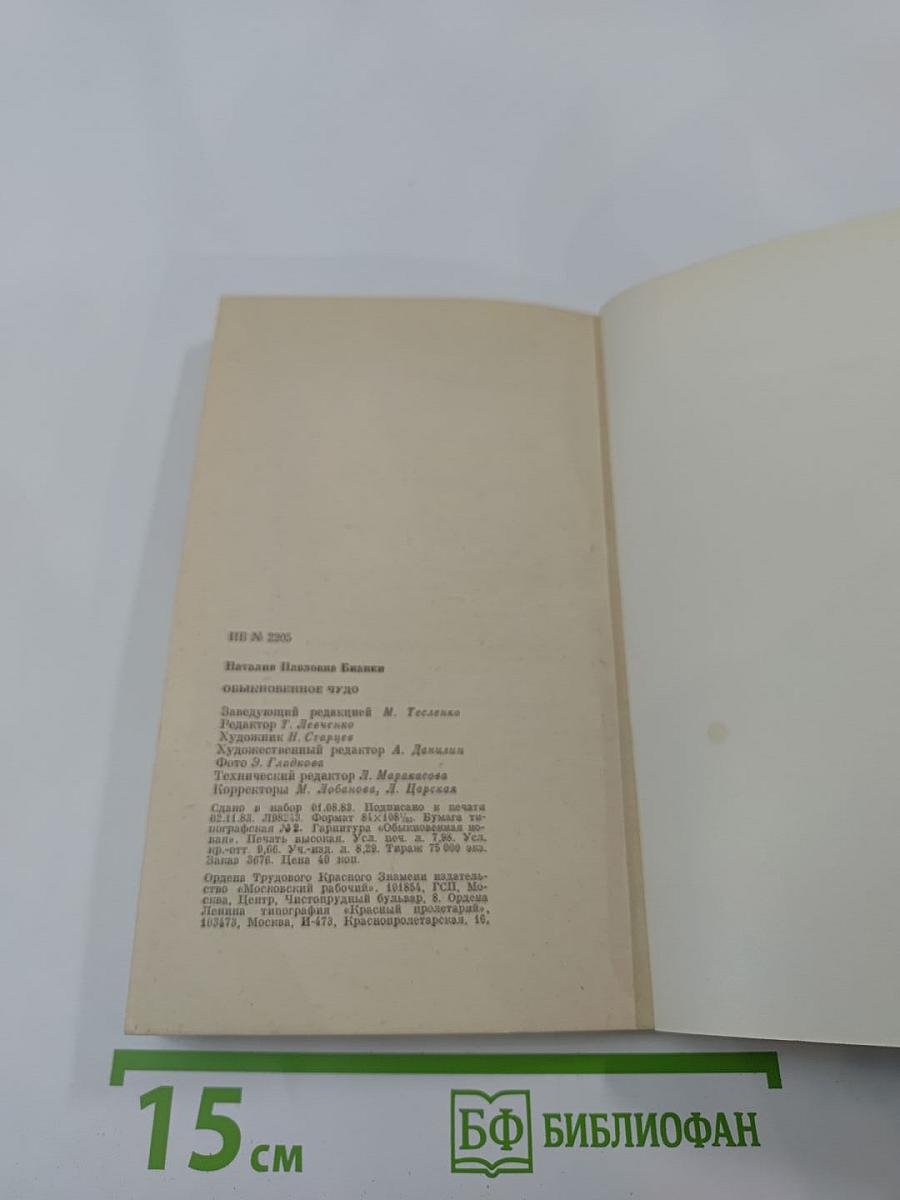 ИБ № 2205
Наталия Павловна Бианки
ОБЫКНОВЕННОЕ ЧУДО
Заведующий редакцией М. Тесленко
Редактор Т. Левченко
Художник Н. Старцев
Художественный редактор А. Данилин
Фото Э. Гладкова
Технический редактор Л. Маракасова
Корректоры М. Лобанова, Л. Царская
Сдано в набор 01.08.83. Подписано к печати
02.11.83. Л98243. Формат 84×108¹/₃₂. Бумага ти-
пографская №2. Гарнитура «Обыкновенная но-
вая». Печать высокая. Усл. печ. л. 7,98. Усл.
кр.-отт. 9,66. Уч.-изд. л. 8,29. Тираж 75 000 экз.
Заказ 3676. Цена 40 коп.
Ордена Трудового Красного Знамени издатель-
ство «Московский рабочий». 101854, ГСП, Мо-
сква, Центр, Чистопрудный бульвар, 8. Ордена
Ленина типография «Красный пролетарий»,
103473, Москва, И-473, Краснопролетарская, 16.
15 см
БФ БИБЛИОФАН